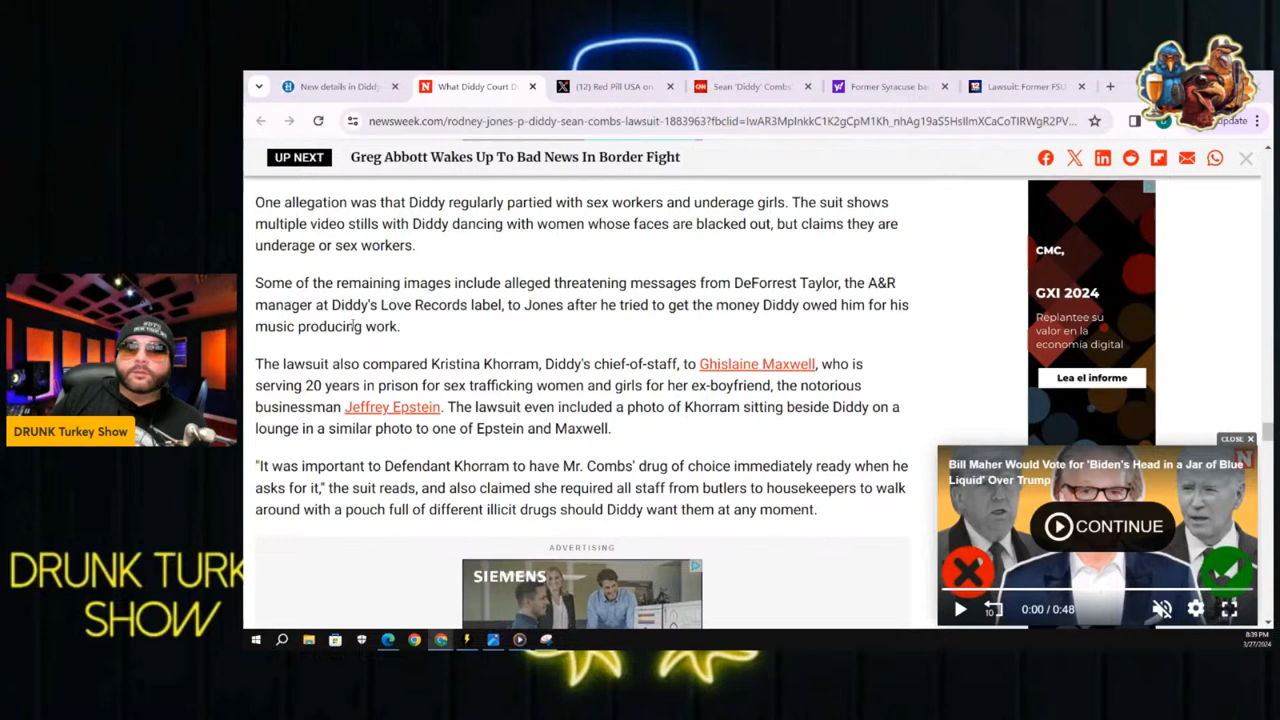 New details in Diddy
What Diddy Court D
(12) Red Pill USA on
Sean 'Diddy' Combs
Former Syracuse ba
Lawsuit: Former FSU
newsweek.com/rodney-jones-p-diddy-sean-combs-lawsuit-1883963?fbclid=
update
UP NEXT
Greg Abbott Wakes Up To Bad News In Border Fight
One allegation was that Diddy regularly partied with sex workers and underage girls. The suit shows
multiple video stills with Diddy dancing with women whose faces are blacked out, but claims they are
underage or sex workers.
Some of the remaining images include alleged threatening messages from DeForrest Taylor, the A&R
manager at Diddy's Love Records label, to Jones after he tried to get the money Diddy owed him for his
music producing work.
The lawsuit also compared Kristina Khorram, Diddy's chief-of-staff, to Ghislaine Maxwell, who is
serving 20 years in prison for sex trafficking women and girls for her ex-boyfriend, the notorious
businessman Jeffrey Epstein. The lawsuit even included a photo of Khorram sitting beside Diddy on a
lounge in a similar photo to one of Epstein and Maxwell.
"It was important to Defendant Khorram to have Mr. Combs' drug of choice immediately ready when he
asks for it," the suit reads, and also claimed she required all staff from butlers to housekeepers to walk
around with a pouch full of different illicit drugs should Diddy want them at any moment.
ADVERTISING
SIEMENS
CMC,
GXI 2024
Replantee su
valor en la
economía digital
Lea el informe
CLOSE
Bill Maher Would Vote for 'Biden's Head in a Jar of Blue
Liquid' Over Trump
CONTINUE
10
0:00 / 0:48
8:39 PM
3/27/2024
DRUNK Turkey Show
DRUNK TURK
SHOW